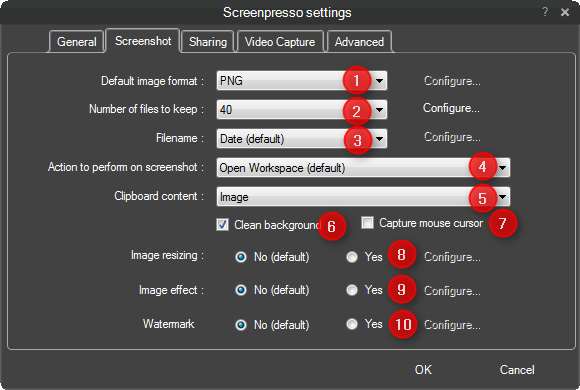 Screenpresso settings ? ×
General Screenshot Sharing Video Capture Advanced
Default image format : PNG 1 Configure...
Number of files to keep : 40 2 Configure...
Filename : Date (default) 3 Configure...
Action to perform on screenshot : Open Workspace (default) 4
Clipboard content : Image 5
Clean background 6 Capture mouse cursor 7
Image resizing : No (default) Yes 8 Configure...
Image effect : No (default) Yes 9 Configure...
Watermark No (default) Yes 10 Configure...
OK Cancel